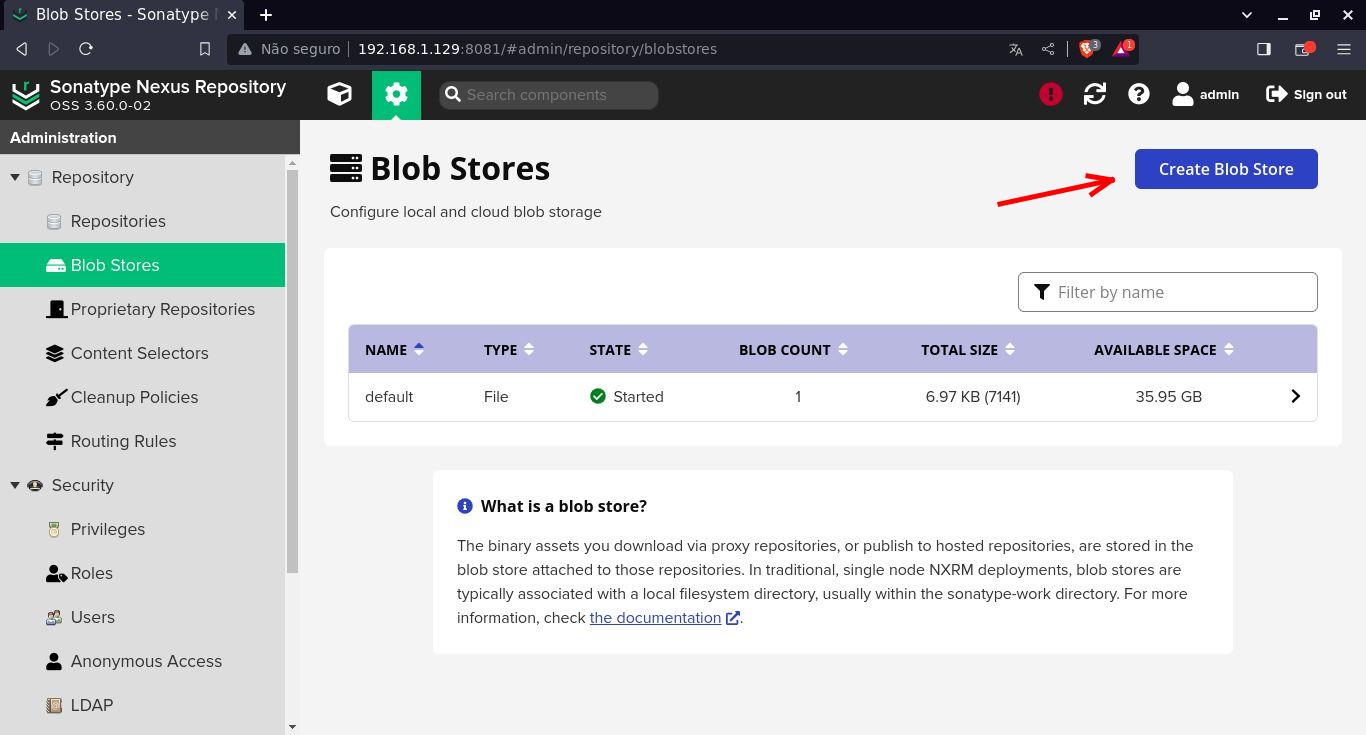 Blob Stores - Sonatype
Não seguro 192.168.1.129:8081/#admin/repository/blobstores
3
1
Sonatype Nexus Repository
OSS 3.60.0-02
Search components
admin
Sign out
Administration
Repository
Repositories
Blob Stores
Proprietary Repositories
Content Selectors
Cleanup Policies
Routing Rules
Security
Privileges
Roles
Users
Anonymous Access
LDAP
Blob Stores
Create Blob Store
Configure local and cloud blob storage
Filter by name
NAME TYPE STATE BLOB COUNT TOTAL SIZE AVAILABLE SPACE
default File Started 1 6.97 KB (7141) 35.95 GB
What is a blob store?
The binary assets you download via proxy repositories, or publish to hosted repositories, are stored in the
blob store attached to those repositories. In traditional, single node NXRM deployments, blob stores are
typically associated with a local filesystem directory, usually within the sonatype-work directory. For more
information, check the documentation.